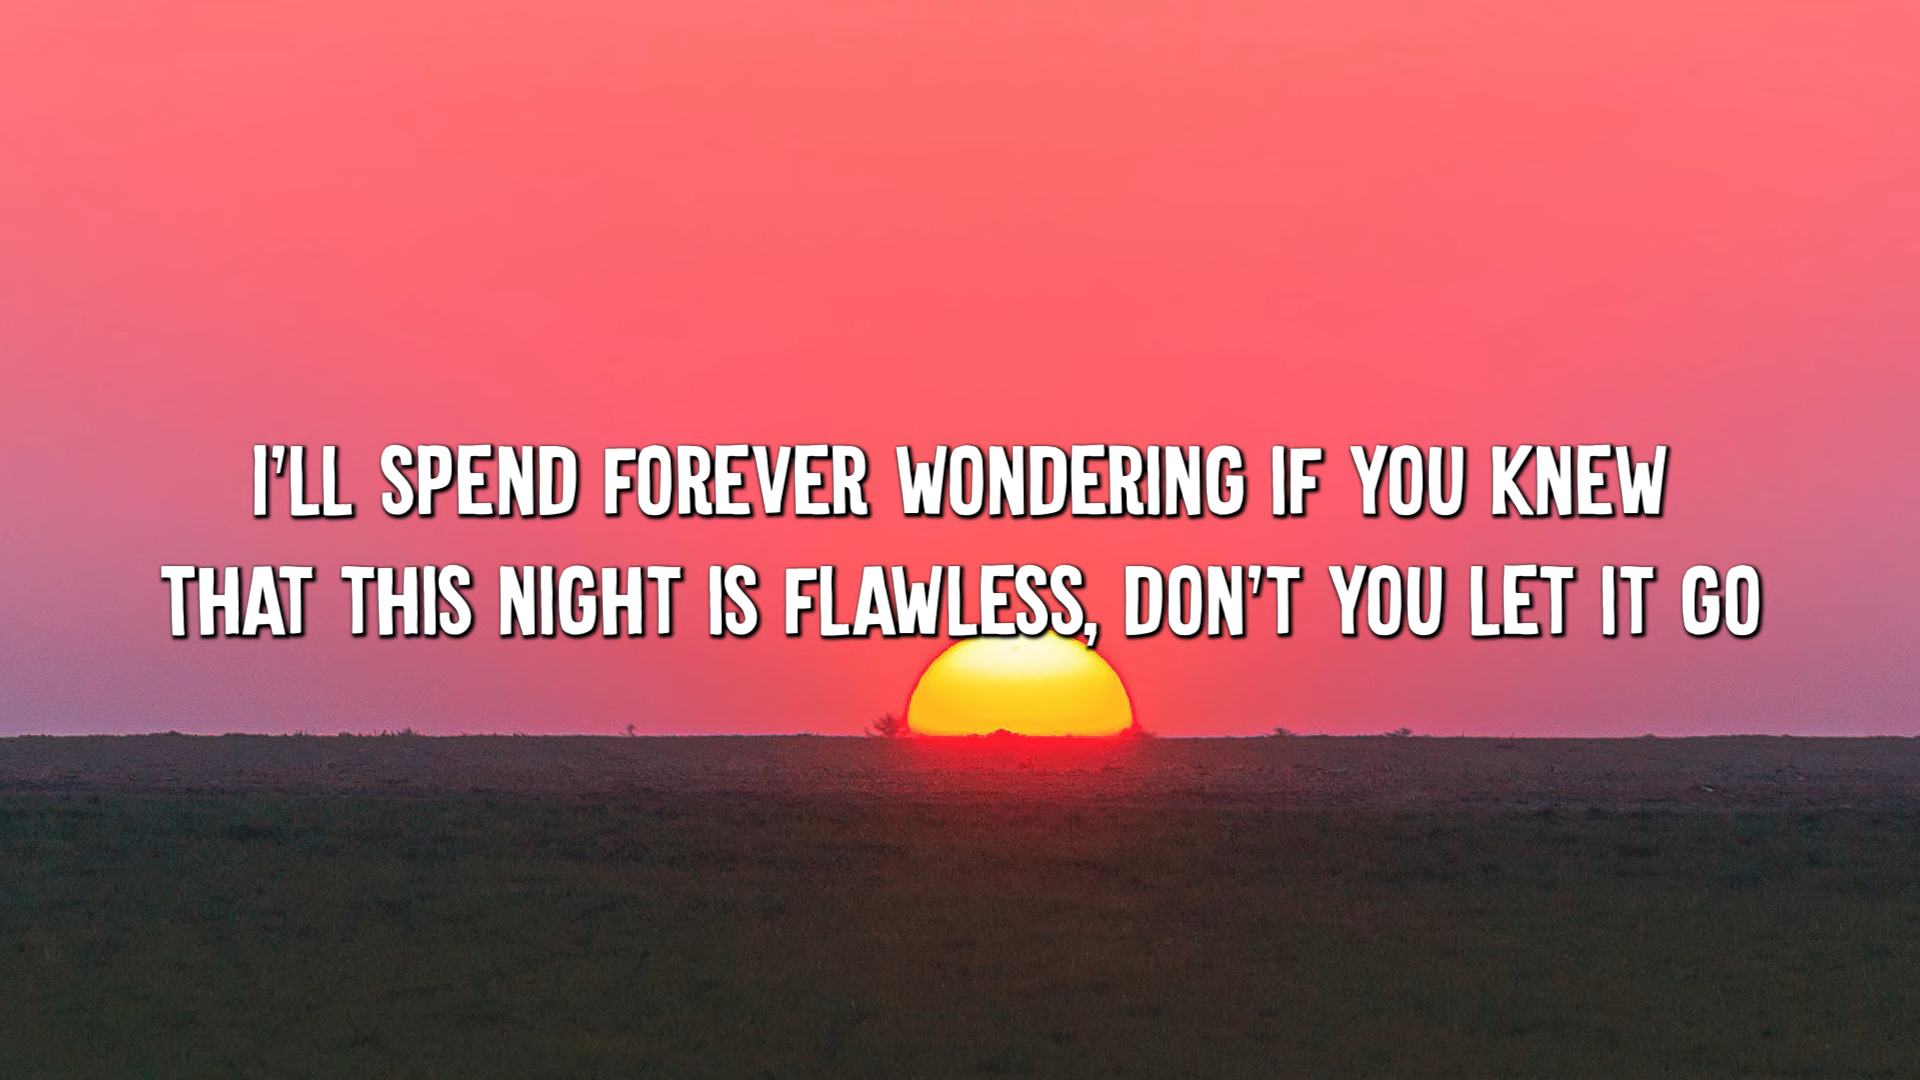 I'LL SPEND FOREVER WONDERING IF YOU KNEW
THAT THIS NIGHT IS FLAWLESS, DON'T YOU LET IT GO